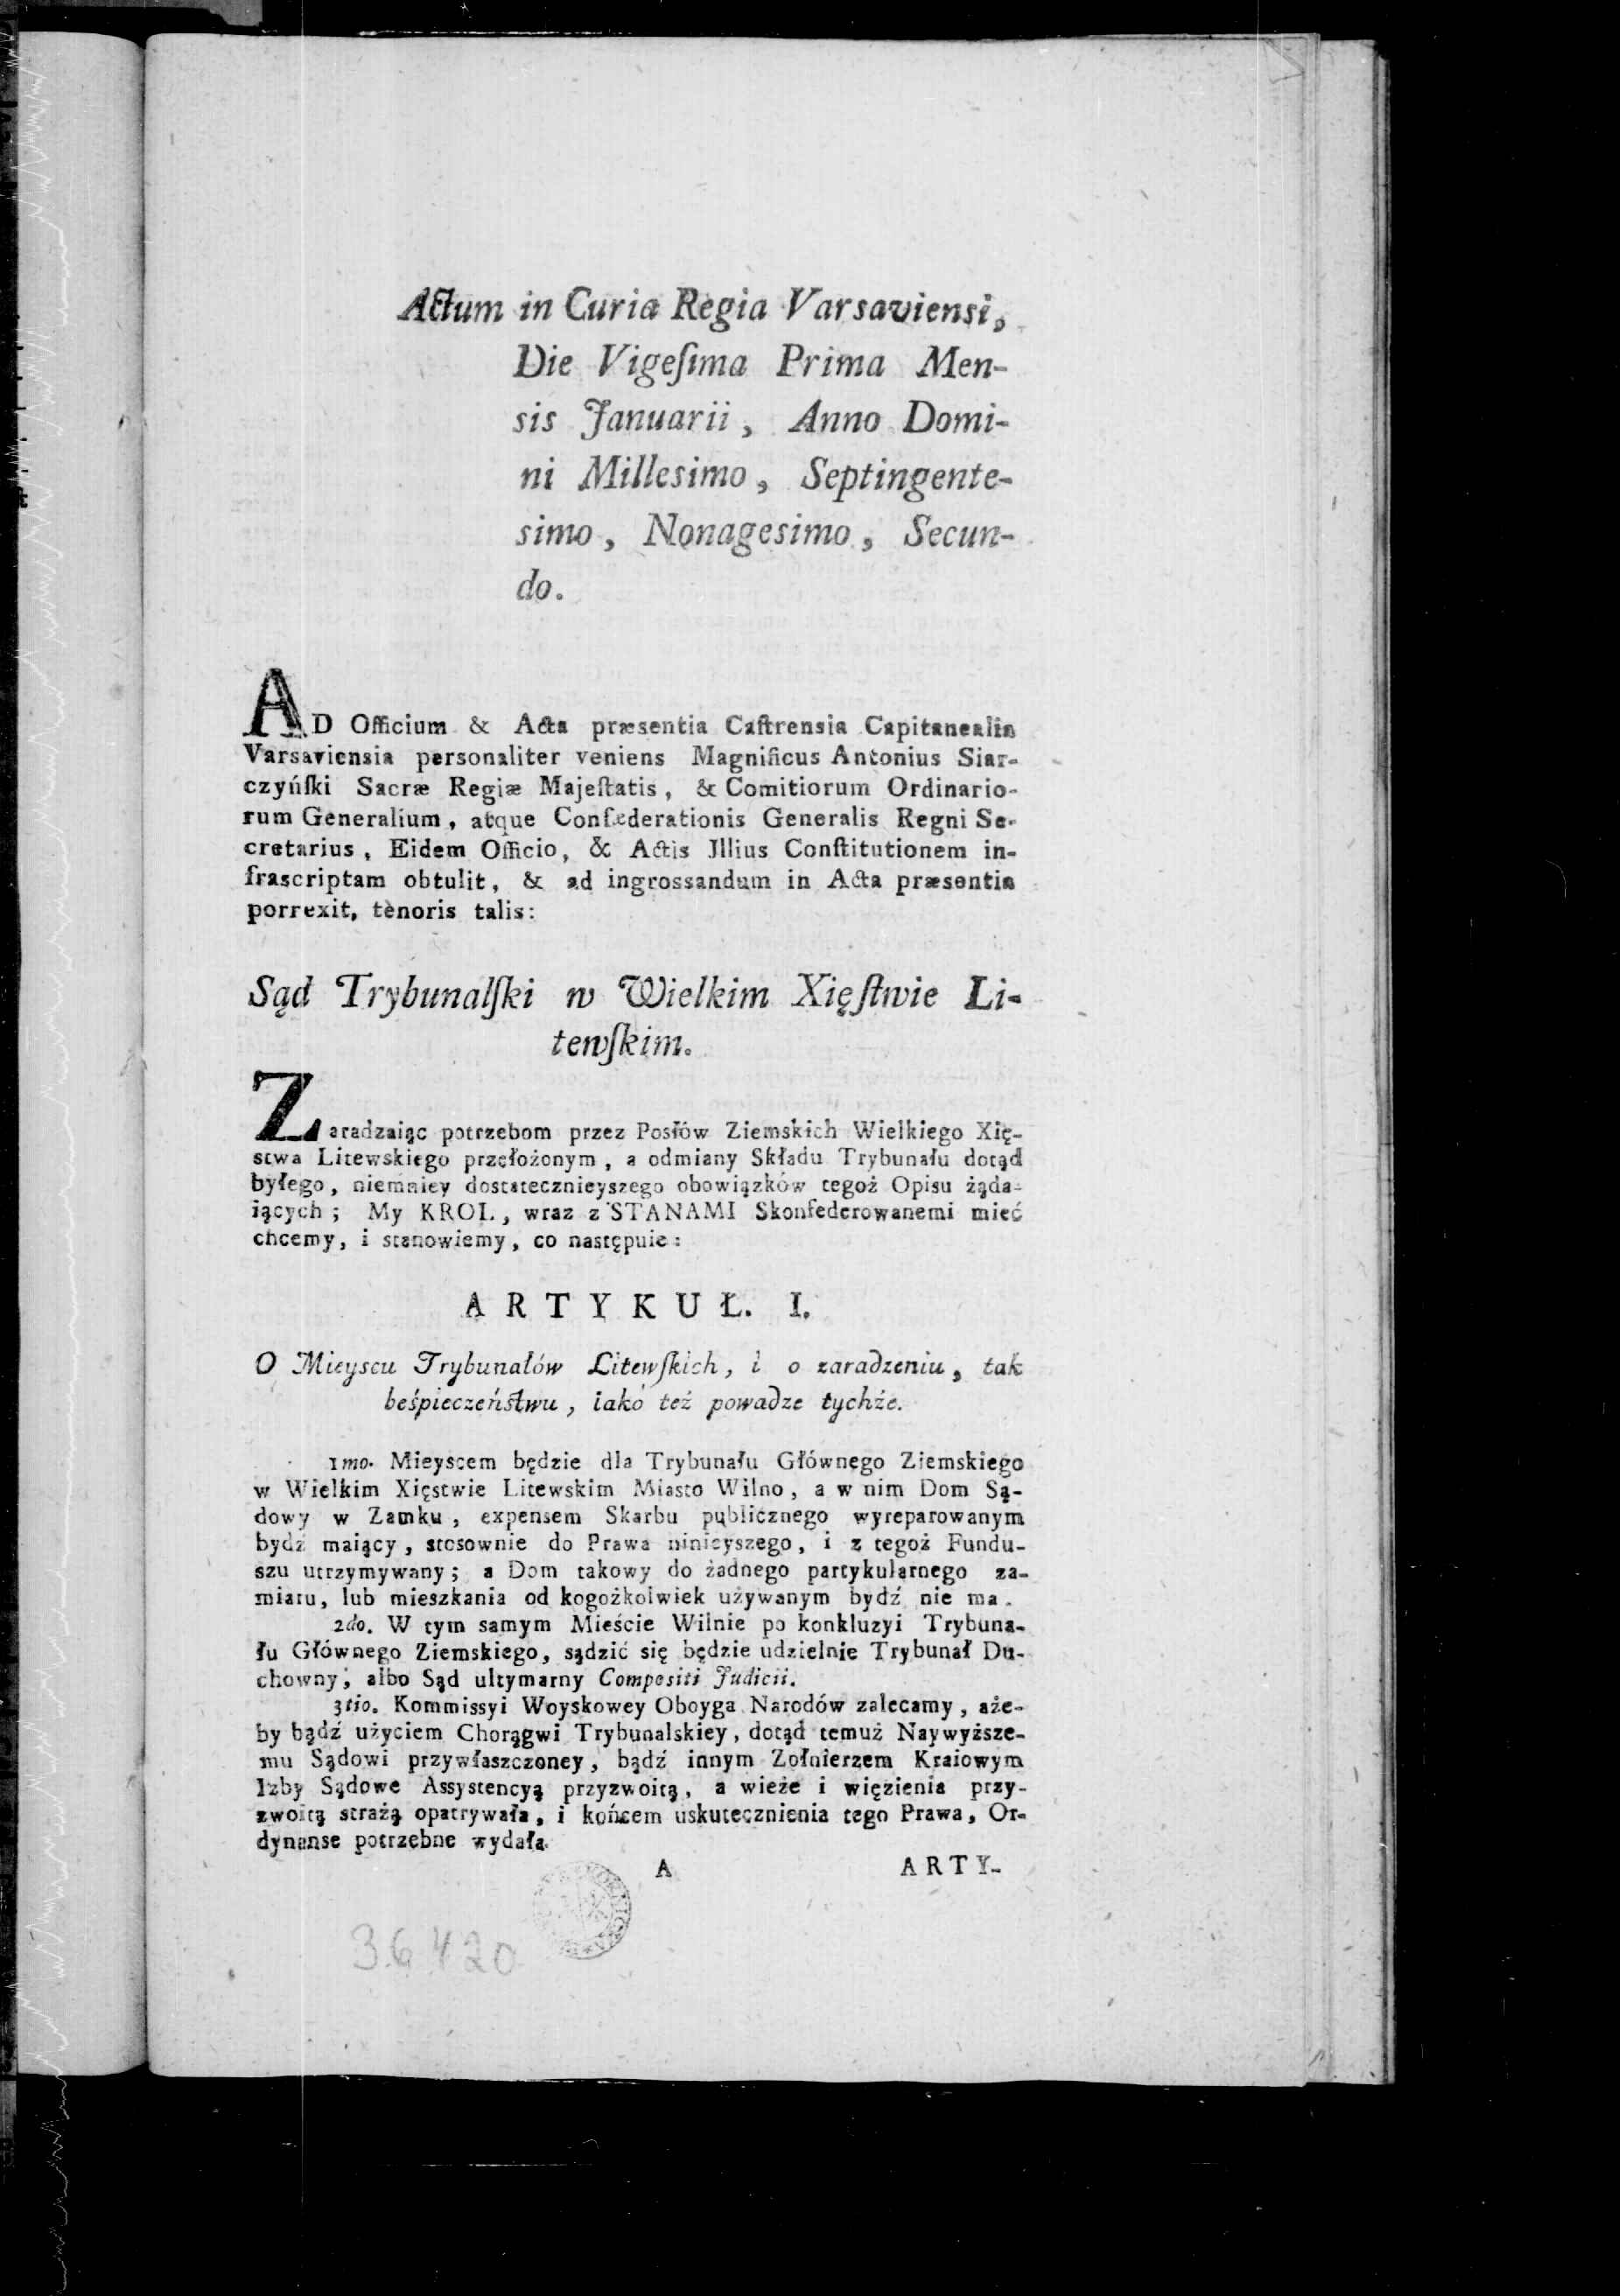 Actum in Curia Regia Varsaviensi,
Die Vigeſima Prima Men-
sis Januarii, Anno Domi-
ni Millesimo, Septingente-
simo, Nonagesimo, Secun-
do.
AD Officium & Acta præsentia Caſtrensia Capitanealia
Varsaviensia personaliter veniens Magnificus Antonius Siar-
czyńſki Sacræ Regiæ Majeſtatis, & Comitiorum Ordinario-
rum Generalium, atque Confæderationis Generalis Regni Se-
cretarius, Eidem Officio, & Actis Jllius Conſtitutionem in-
frascriptam obtulit, & ad ingrossandum in Acta præsentia
porrexit, tènoris talis:
Sąd Trybunalſki w Wielkim Xięſtwie Li-
tewſkim.
Zaradzaiąc potrzebom przez Posłów Ziemskich Wielkiego Xię-
stwa Litewskiego przełożonym, a odmiany Składu Trybunału dotąd
byłego, niemniey dostatecznieyszego obowiązków tegoż Opisu żąda-
iących; My KROL, wraz z STANAMI Skonfederowanemi mieć
chcemy, i stanowiemy, co następuie:
ARTYKUŁ. I.
O Mieyscu Trybunałów Litewſkich, i o zaradzeniu, tak
beśpieczeństwu, iako też powadze tychże.
1mo. Mieyscem będzie dla Trybunału Głównego Ziemskiego
w Wielkim Xięstwie Litewskim Miasto Wilno, a w nim Dom Są-
dowy w Zamku, expensem Skarbu publicznego wyreparowanym
bydź maiący, stosownie do Prawa ninieyszego, i z tegoż Fundu-
szu utrzymywany; a Dom takowy do żadnego partykularnego za-
miaru, lub mieszkania od kogożkolwiek używanym bydź nie ma.
2do. W tym samym Mieście Wilnie po konkluzyi Trybuna-
łu Głównego Ziemskiego, sądzić się będzie udzielnie Trybunał Du-
chowny, albo Sąd ultymarny Compositi Judicii.
3tio. Kommissyi Woyskowey Oboyga Narodów zalecamy, aże-
by bądź użyciem Chorągwi Trybunalskiey, dotąd temuż Naywyższe-
mu Sądowi przywłaszczoney, bądź innym Zołnierzem Kraiowym
Izby Sądowe Assystencyą przyzwoitą, a wieże i więzienia przy-
zwoitą strażą opatrywała, i końcem uskutecznienia tego Prawa, Or-
dynanse potrzebne wydała.
A ARTY-
36420